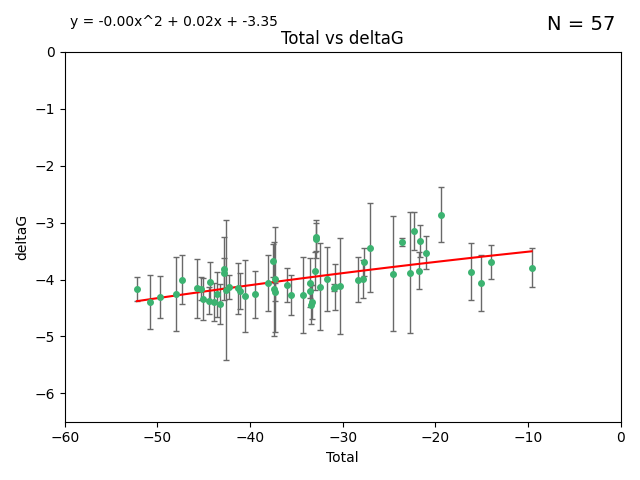 y = -0.00x^2 + 0.02x + -3.35
N = 57
Total vs deltaG
0
−1
−2
−3
−4
−5
−6
deltaG
−60
−50
−40
−30
−20
−10
0
Total